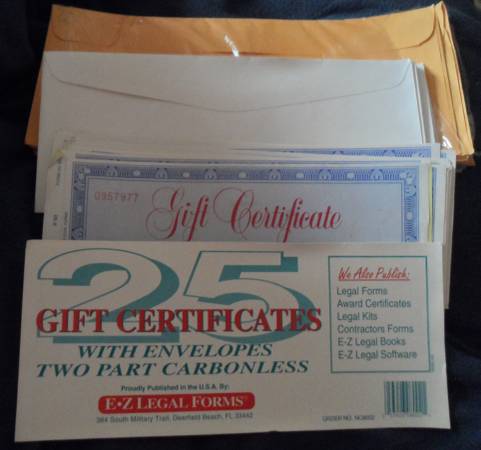 0957977
Gift Certificate
25
GIFT CERTIFICATES
WITH ENVELOPES
TWO PART CARBONLESS
Proudly Published in the U.S.A. By:
E•Z LEGAL FORMS
384 South Military Trail, Deerfield Beach, FL 33442
We Also Publish:
Legal Forms
Award Certificates
Legal Kits
Contractors Forms
E-Z Legal Books
E-Z Legal Software
ORDER NO.